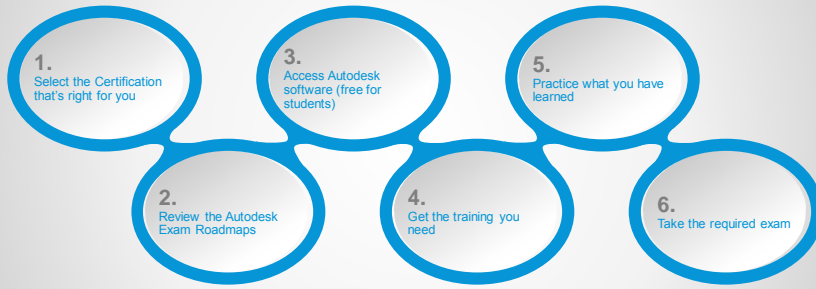 1.
Select the Certification
that's right for you
2.
Review the Autodesk
Exam Roadmaps
3.
Access Autodesk
software (free for
students)
4.
Get the training you
need
5.
Practice what you have
learned
6.
Take the required exam